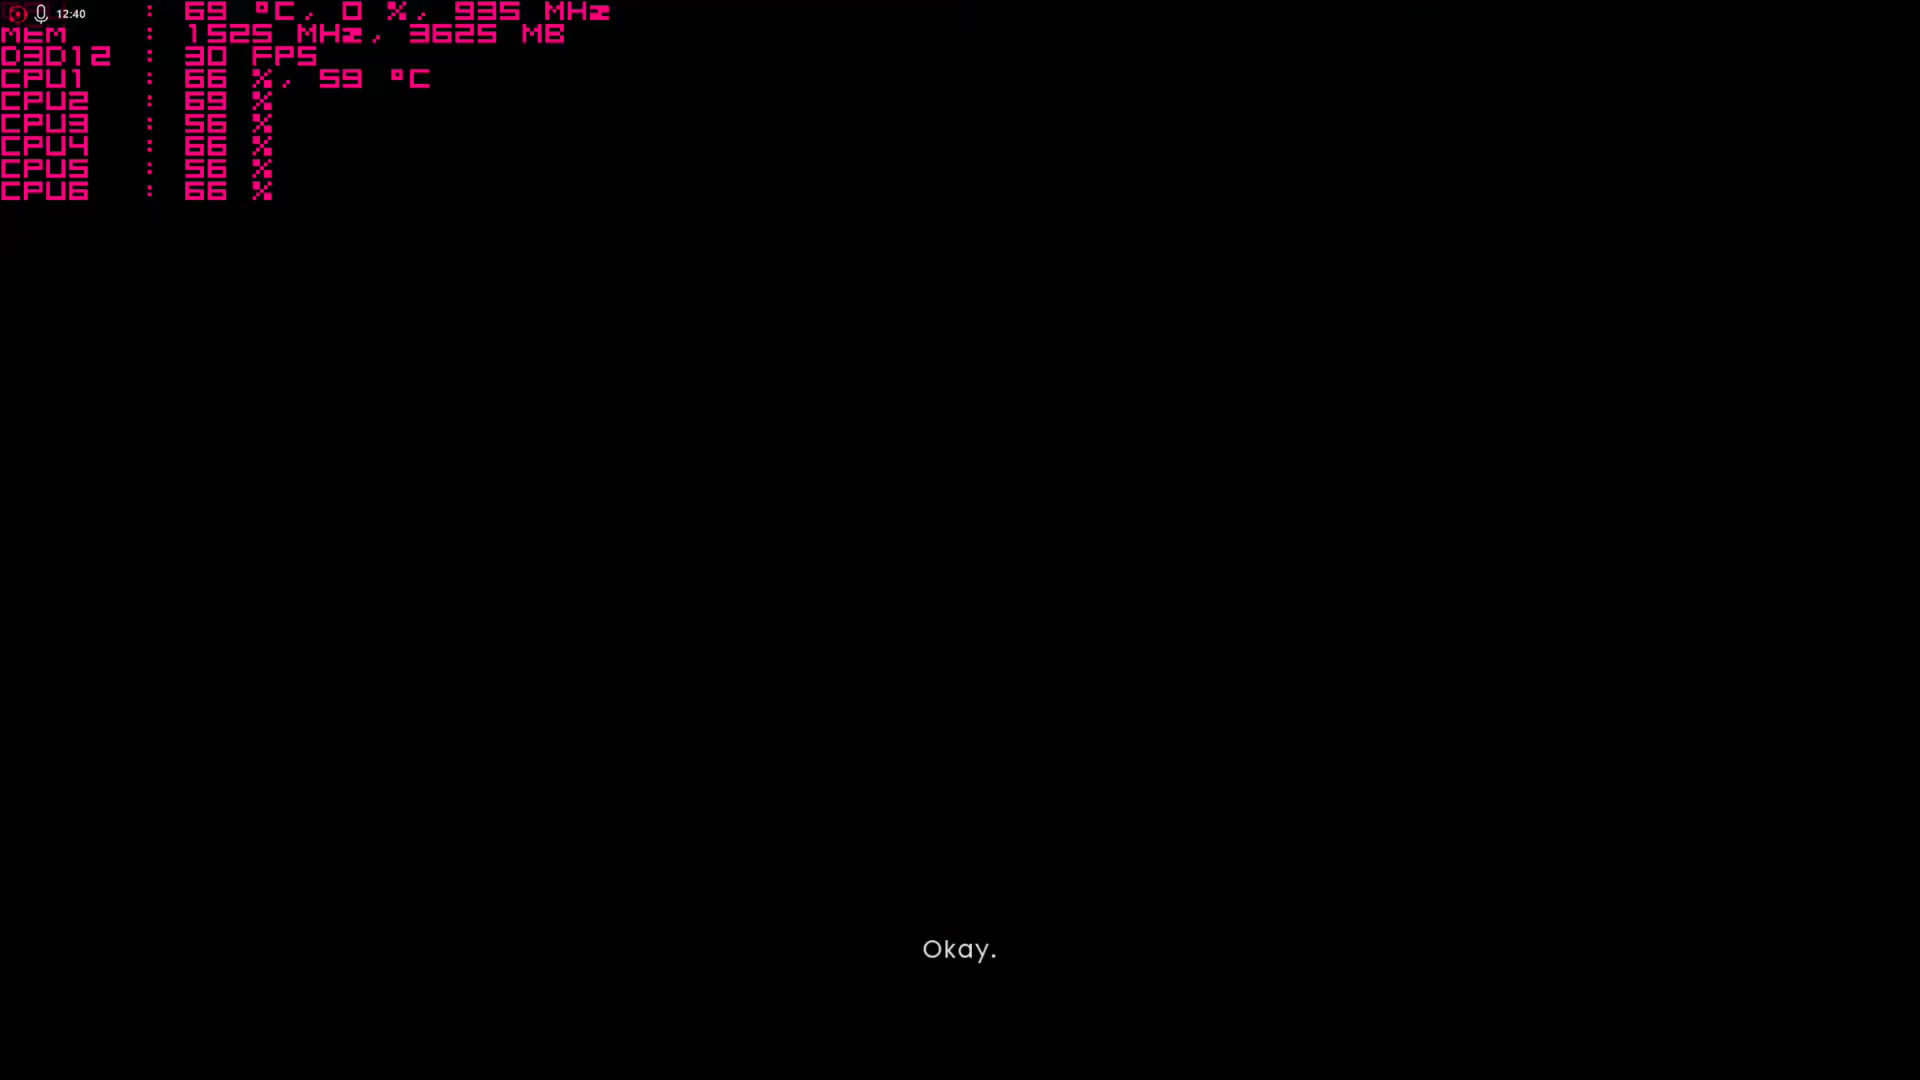 12:40 : 69 °C, 0 %, 935 MHz
MEM : 1525 MHz, 3625 MB
D3D12 : 30 FPS
CPU1 : 66 %, 59 °C
CPU2 : 69 %
CPU3 : 56 %
CPU4 : 66 %
CPU5 : 56 %
CPU6 : 66 %
Okay.